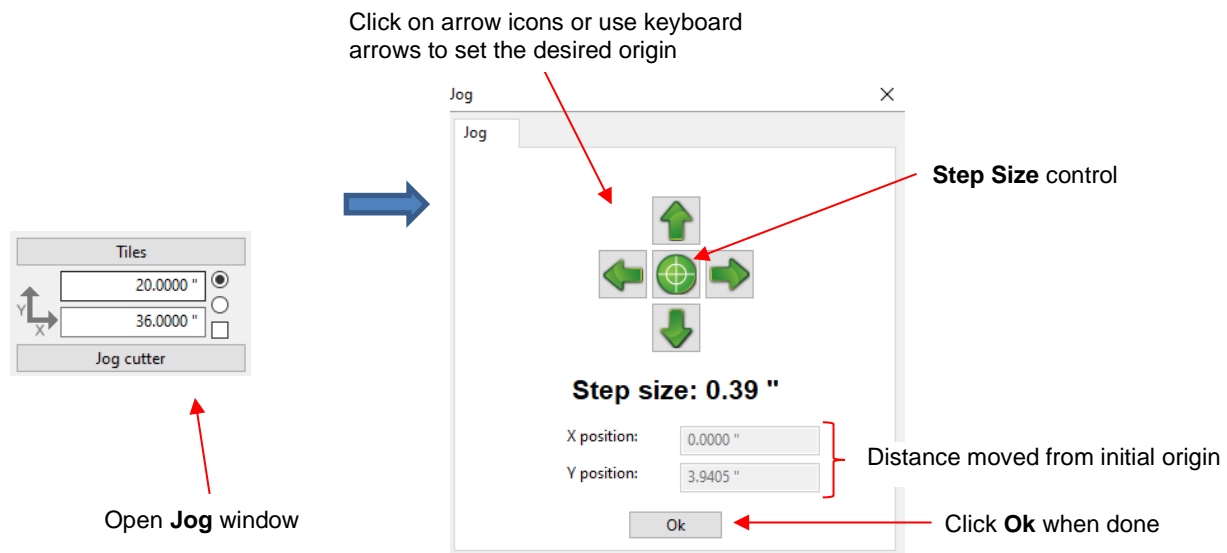 Click on arrow icons or use keyboard
arrows to set the desired origin
Jog
Jog
Step Size control
Tiles
20.0000 "
36.0000 "
Y
X
Jog cutter
Step size: 0.39 "
X position:
0.0000 "
Y position:
3.9405 "
Distance moved from initial origin
Open Jog window
Ok
Click Ok when done